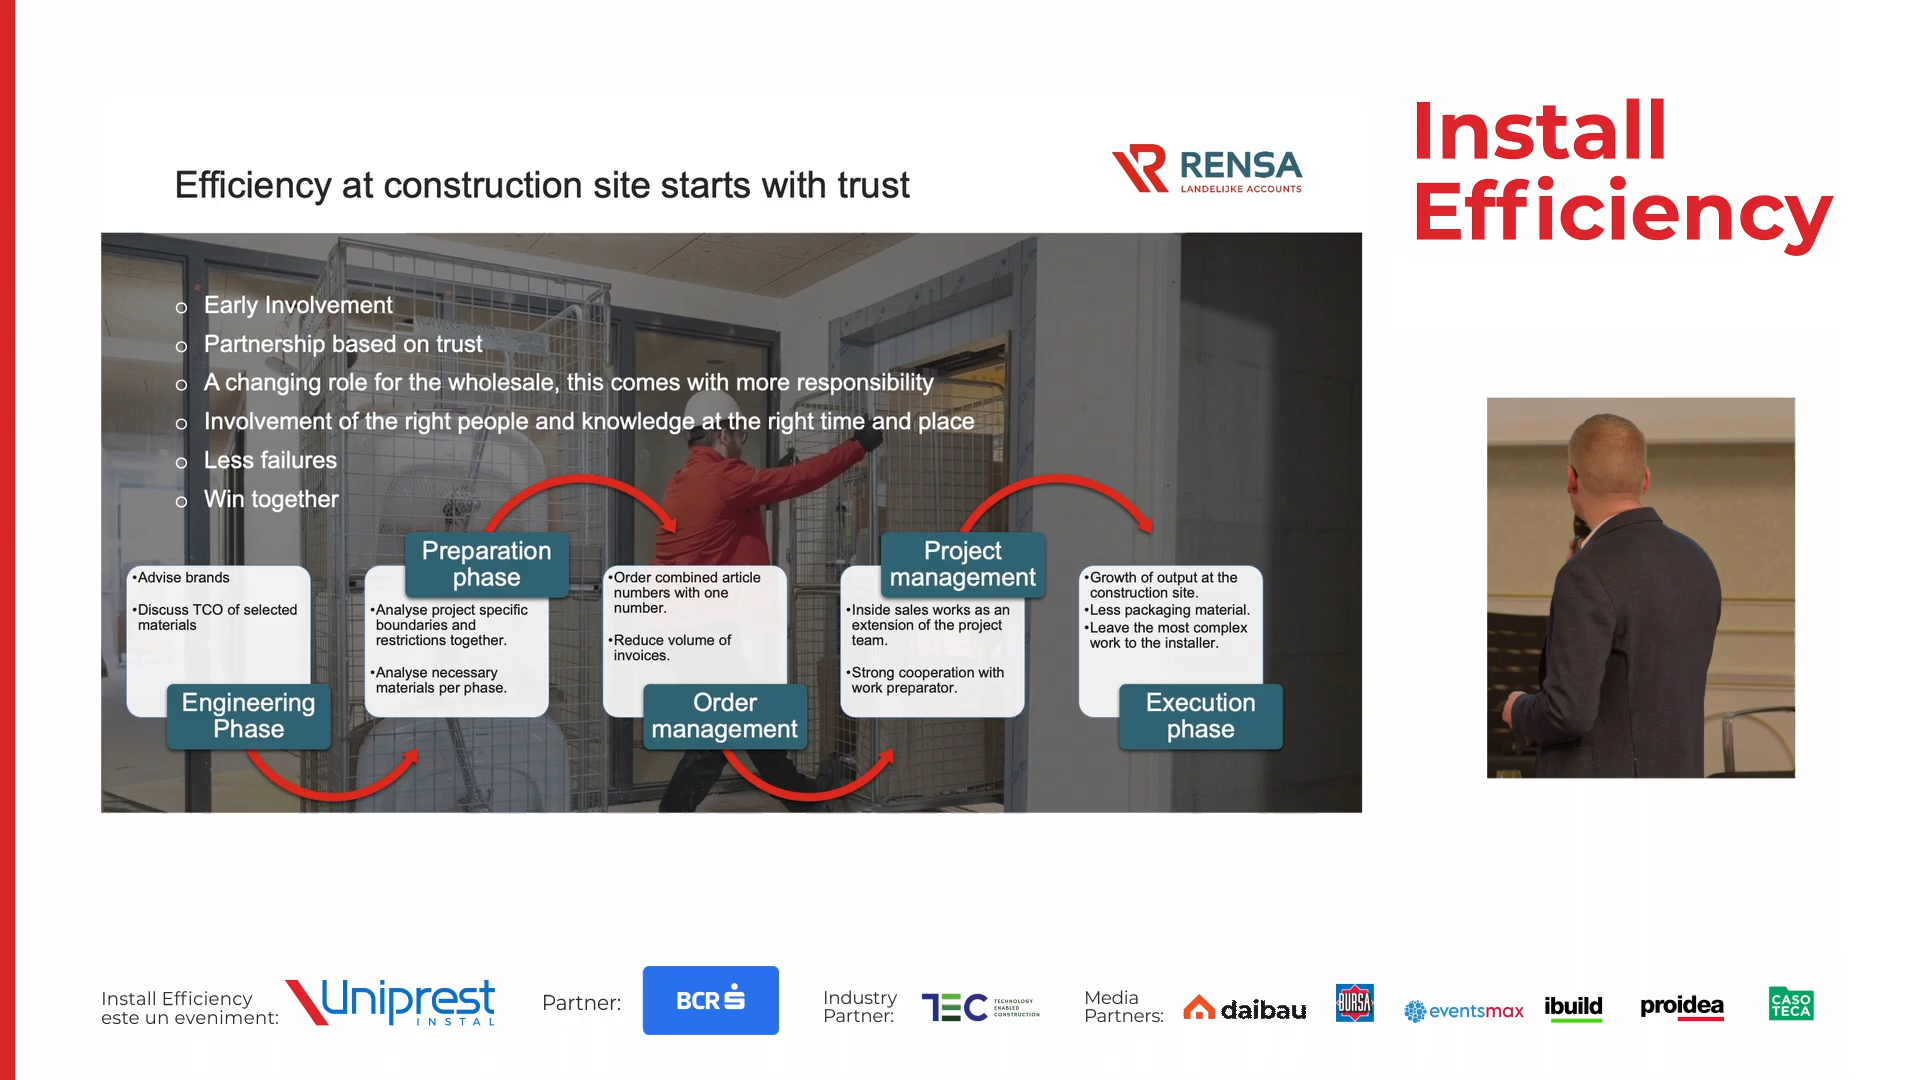 Install
Efficiency
Efficiency at construction site starts with trust
RENSA
LANDELIJKE ACCOUNTS
o Early Involvement
o Partnership based on trust
o A changing role for the wholesale, this comes with more responsibility
o Involvement of the right people and knowledge at the right time and place
o Less failures
o Win together
•Advise brands
•Discuss TCO of selected
materials
Engineering
Phase
Preparation
phase
•Analyse project specific
boundaries and
restrictions together.
•Analyse necessary
materials per phase.
•Order combined article
numbers with one
number.
•Reduce volume of
invoices.
Order
management
Project
management
•Inside sales works as an
extension of the project
team.
•Strong cooperation with
work preparator.
•Growth of output at the
construction site.
•Less packaging material.
•Leave the most complex
work to the installer.
Execution
phase
Install Efficiency
este un eveniment:
Uniprest
INSTAL
Partner:
BCR
Industry
Partner:
TEC
TECHNOLOGY
ENABLED
CONSTRUCTION
Media
Partners:
daibau
BURSA
eventsmax
ibuild
proidea
CASO
TECA